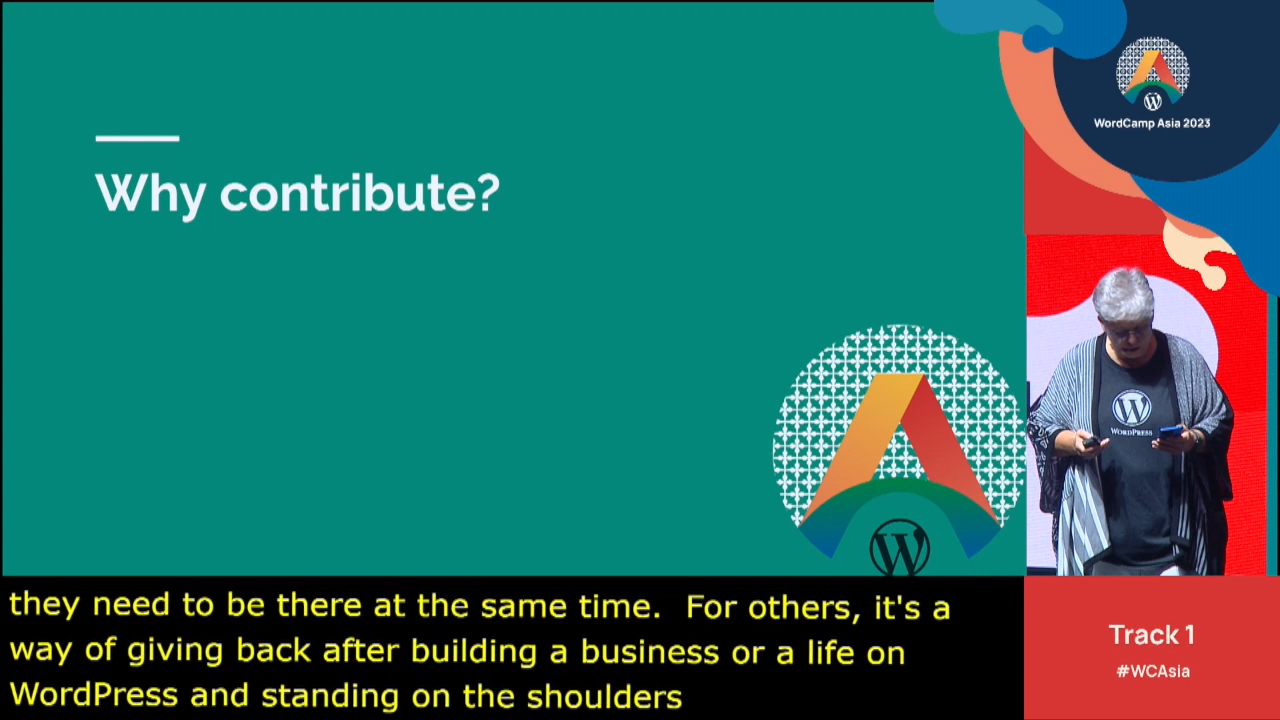 Why contribute?
WordCamp Asia 2023
WORDPRESS
they need to be there at the same time.  For others, it's a
way of giving back after building a business or a life on
WordPress and standing on the shoulders
Track 1
#WCAsia